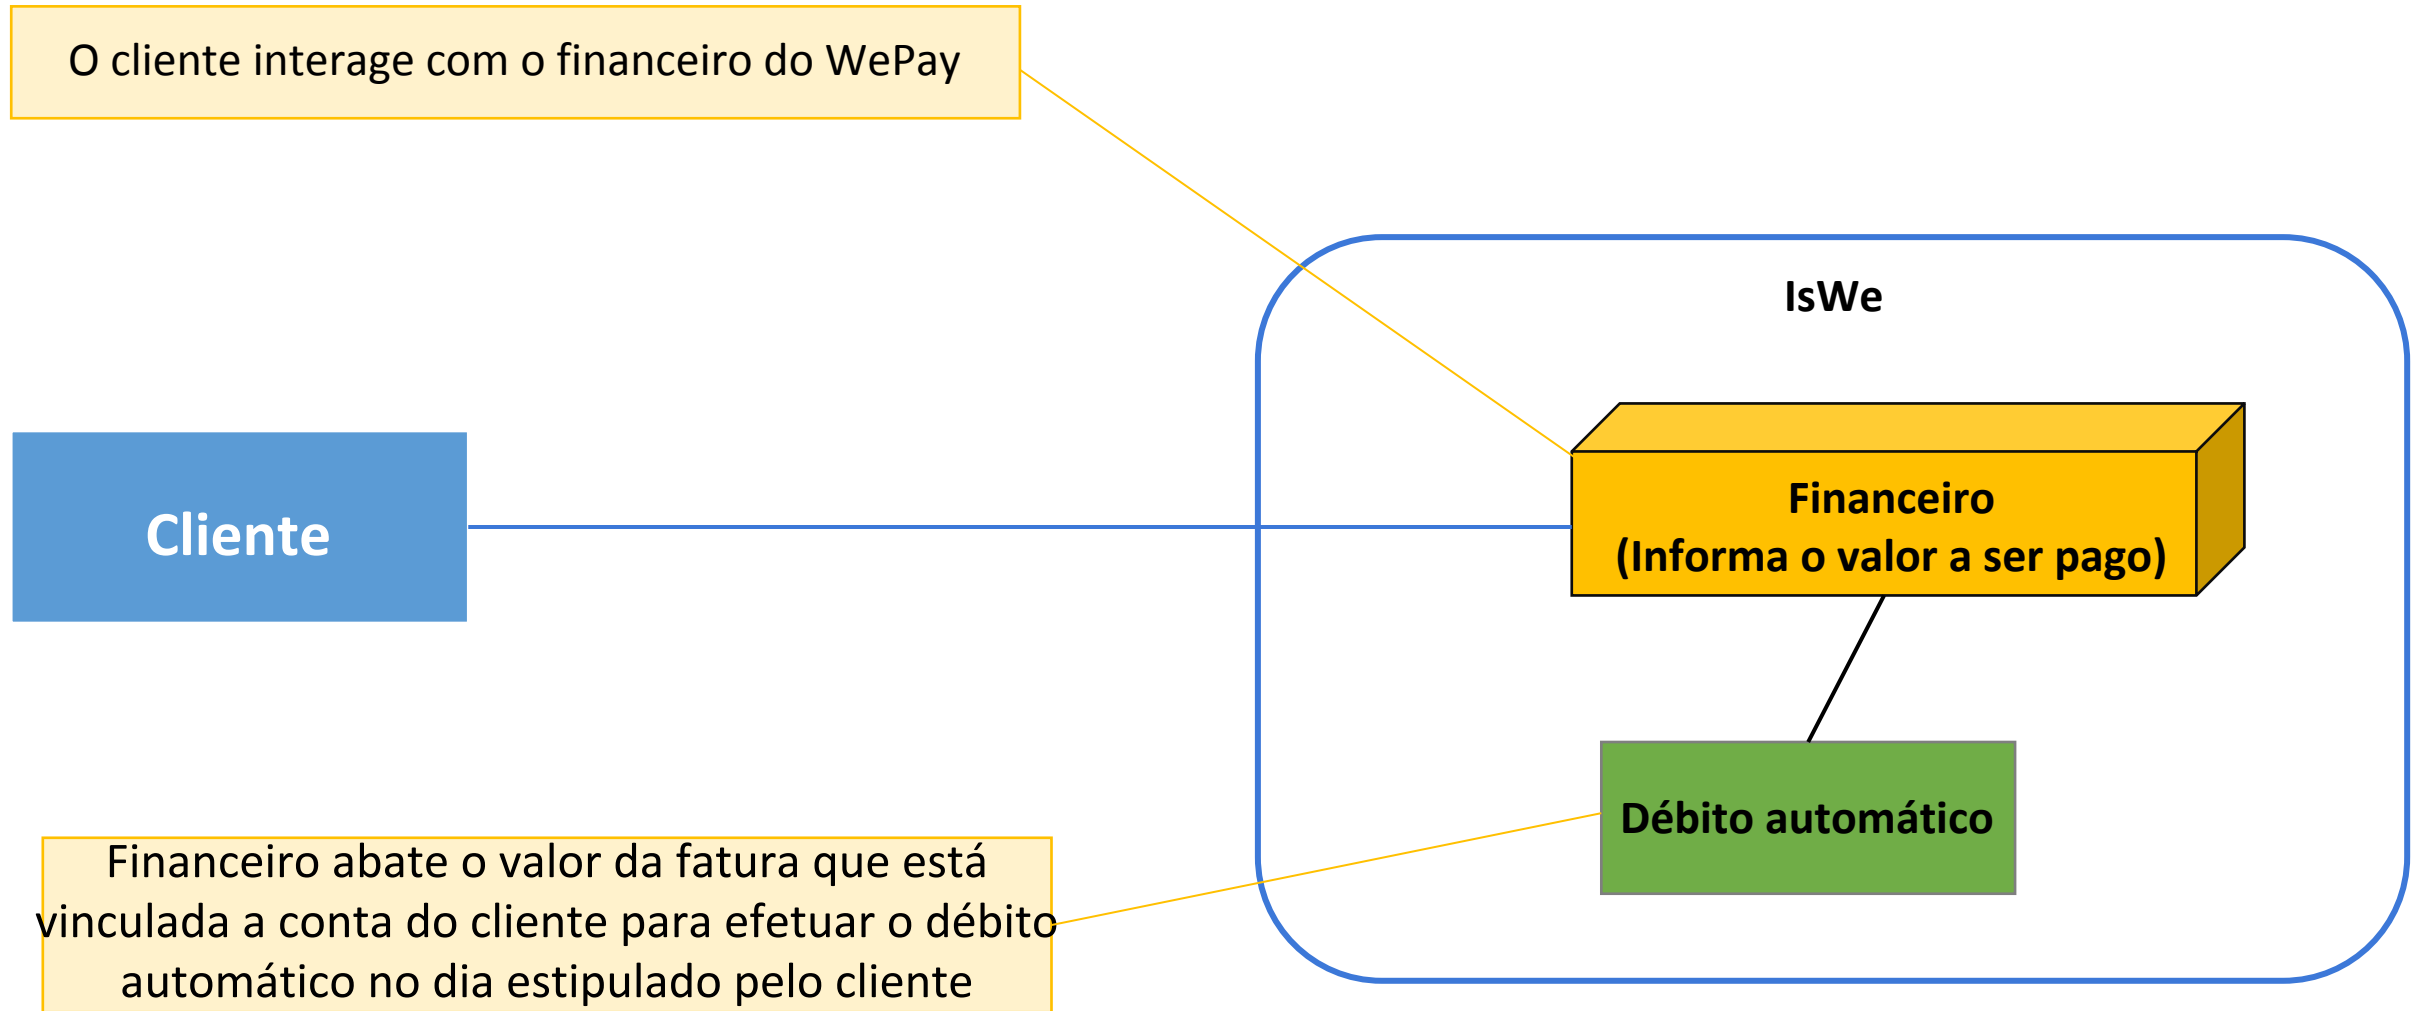 O cliente interage com o financeiro do WePay
IsWe
Cliente
Financeiro
(Informa o valor a ser pago)
Débito automático
Financeiro abate o valor da fatura que está
vinculada a conta do cliente para efetuar o débito
automático no dia estipulado pelo cliente